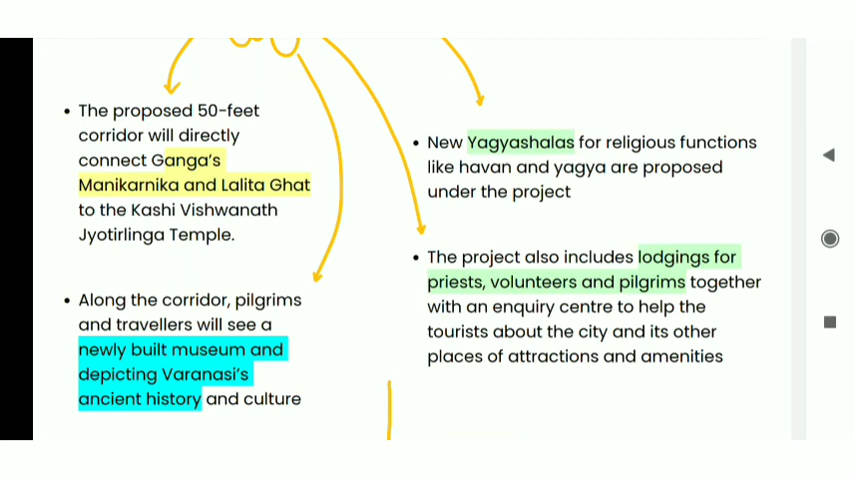 • The proposed 50-feet
corridor will directly
connect Ganga's
Manikarnika and Lalita Ghat
to the Kashi Vishwanath
Jyotirlinga Temple.
• Along the corridor, pilgrims
and travellers will see a
newly built museum and
depicting Varanasi's
ancient history and culture
• New Yagyashalas for religious functions
like havan and yagya are proposed
under the project
• The project also includes lodgings for
priests, volunteers and pilgrims together
with an enquiry centre to help the
tourists about the city and its other
places of attractions and amenities